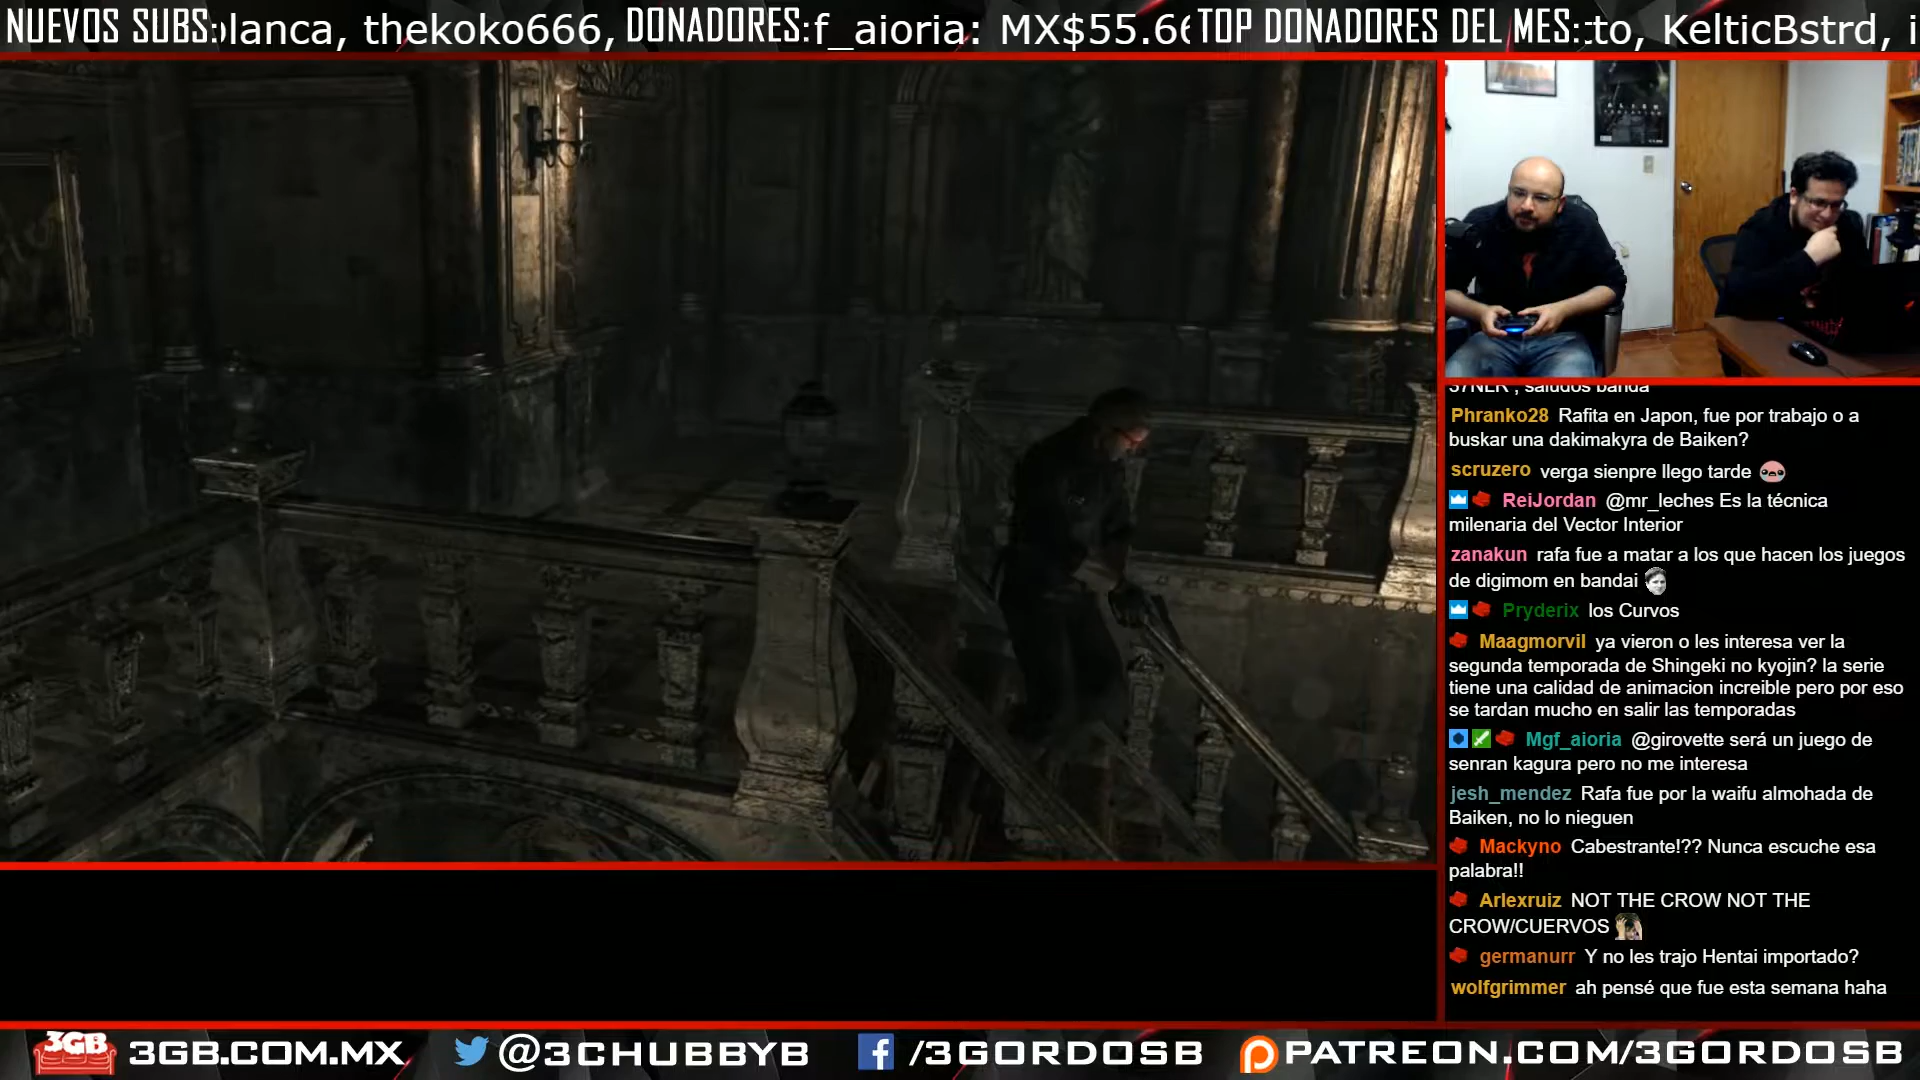 NUEVOS SUBS: lanca, thekoko666, DONADORES: f_aioria: MX$55.66 TOP DONADORES DEL MES: to, KelticBstrd, i
ALIEN
37NLR , saludos banda
Phranko28 Rafita en Japon, fue por trabajo o a
buskar una dakimakyra de Baiken?
scruzero verga sienpre llego tarde
ReiJordan @mr_leches Es la técnica
milenaria del Vector Interior
zanakun rafa fue a matar a los que hacen los juegos
de digimom en bandai
Pryderix los Curvos
Maagmorvil ya vieron o les interesa ver la
segunda temporada de Shingeki no kyojin? la serie
tiene una calidad de animacion increible pero por eso
se tardan mucho en salir las temporadas
Mgf_aioria @girovette será un juego de
senran kagura pero no me interesa
jesh_mendez Rafa fue por la waifu almohada de
Baiken, no lo nieguen
Mackyno Cabestrante!?? Nunca escuche esa
palabra!!
Arlexruiz NOT THE CROW NOT THE
CROW/CUERVOS
germanurr Y no les trajo Hentai importado?
wolfgrimmer ah pensé que fue esta semana haha
3GB 3GB.COM.MX @3CHUBBYB /3GORDOSB PATREON.COM/3GORDOSB